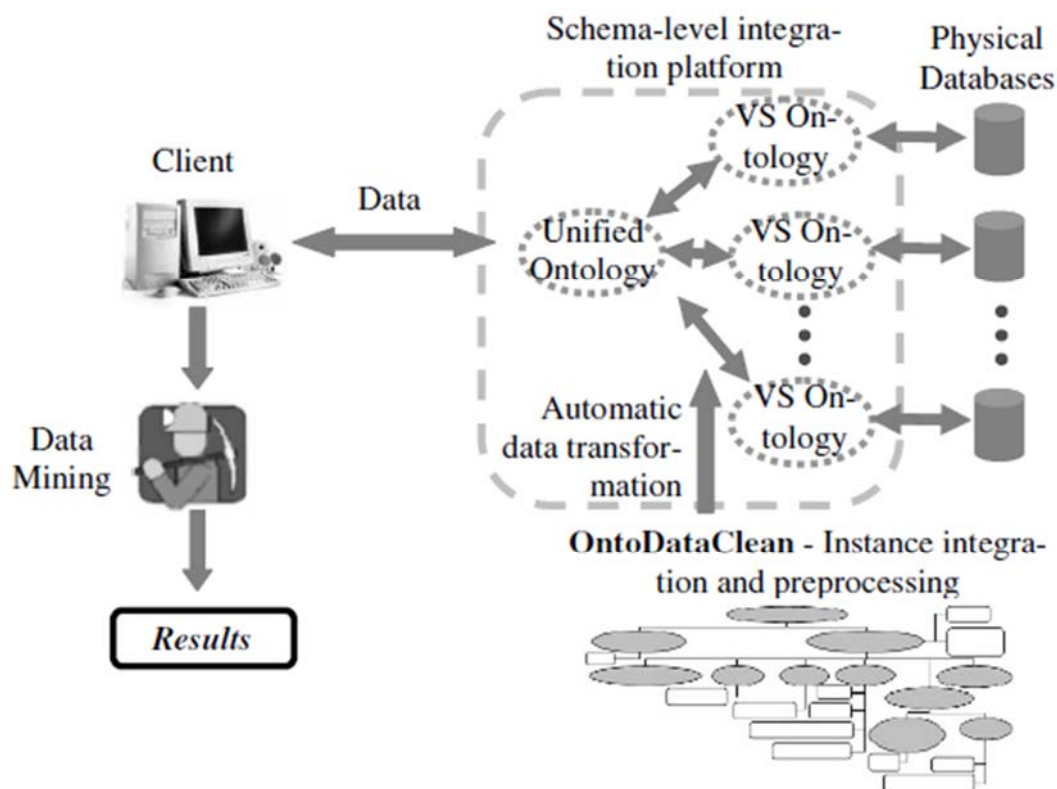 Schema-level integra-
tion platform
Physical
Databases
Client
Data
VS On-
tology
Unified
Ontology
VS On-
tology
VS On-
tology
Automatic
data transfor-
mation
Data
Mining
OntoDataClean - Instance integra-
tion and preprocessing
Results